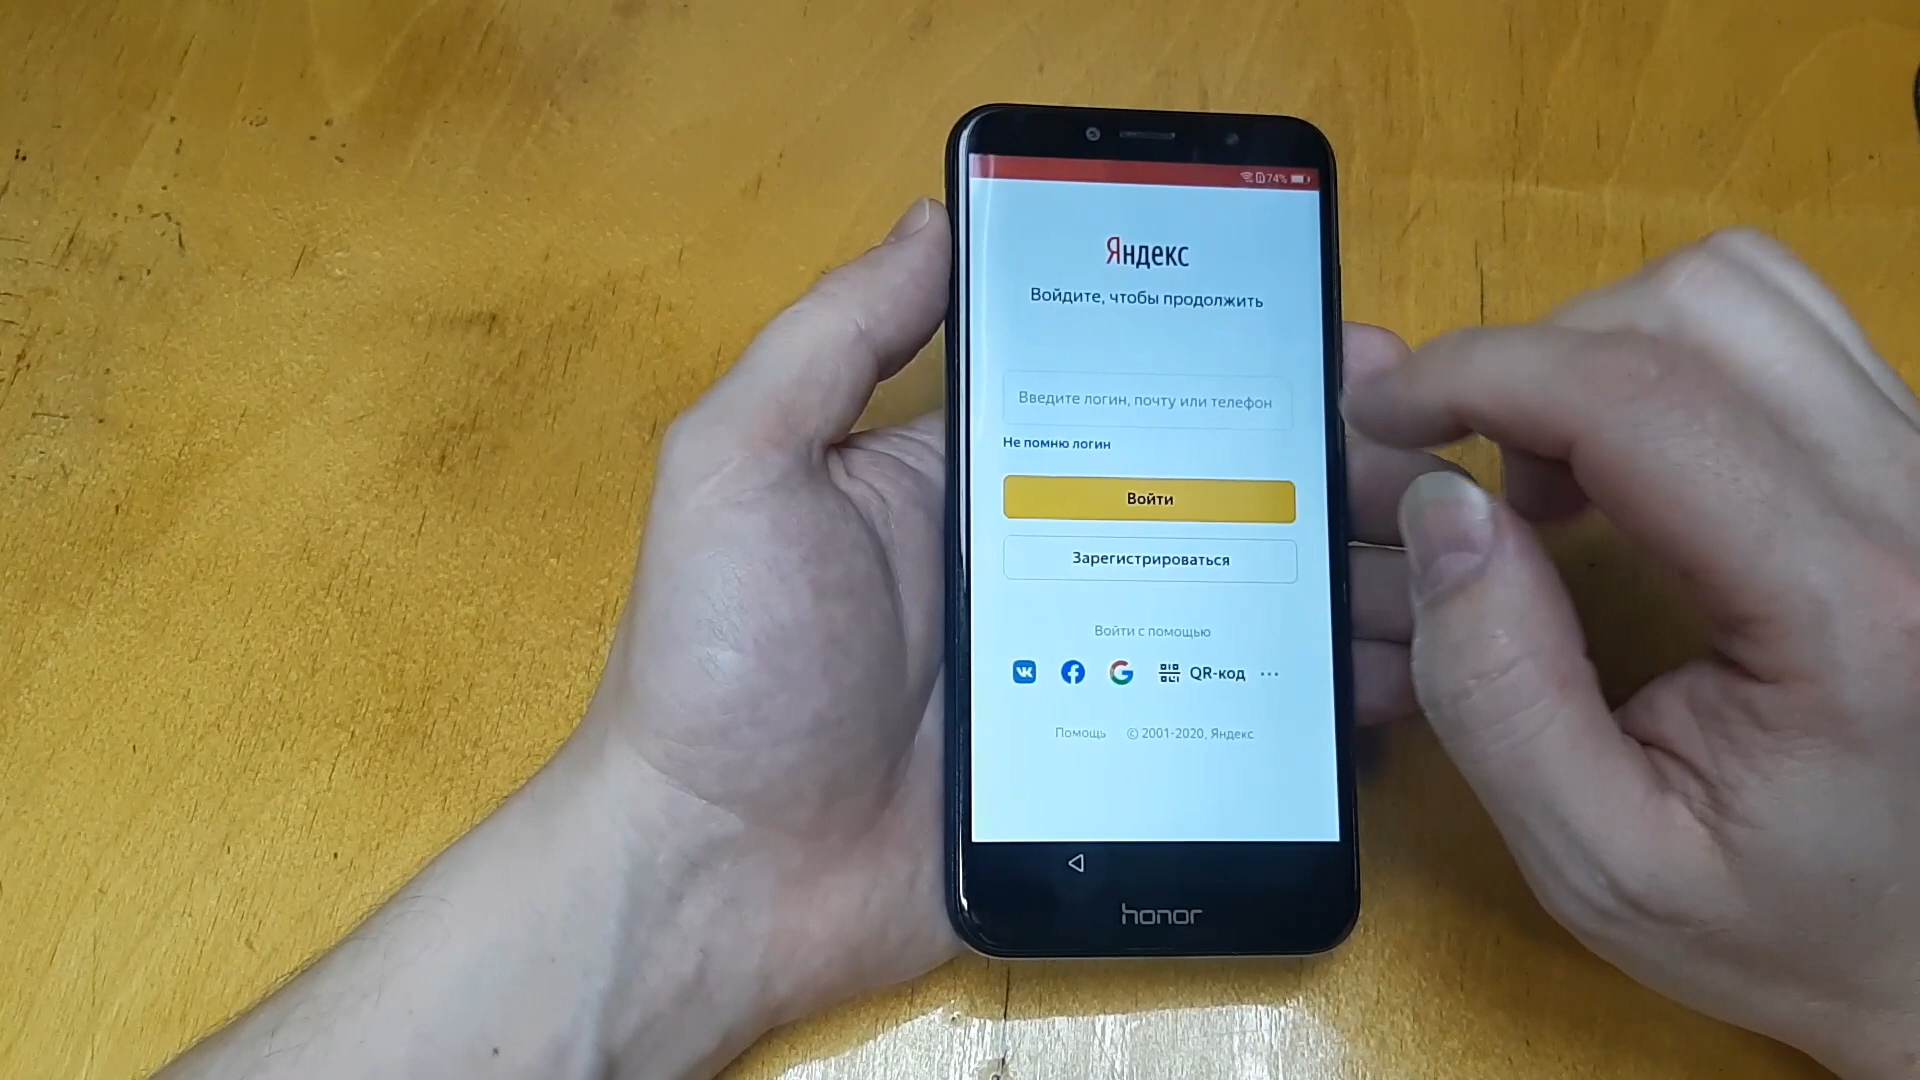 74%
Яндекс
Войдите, чтобы продолжить
Введите логин, почту или телефон
Не помню логин
Войти
Зарегистрироваться
Войти с помощью
QR-код ...
Помощь © 2001-2020, Яндекс
honor